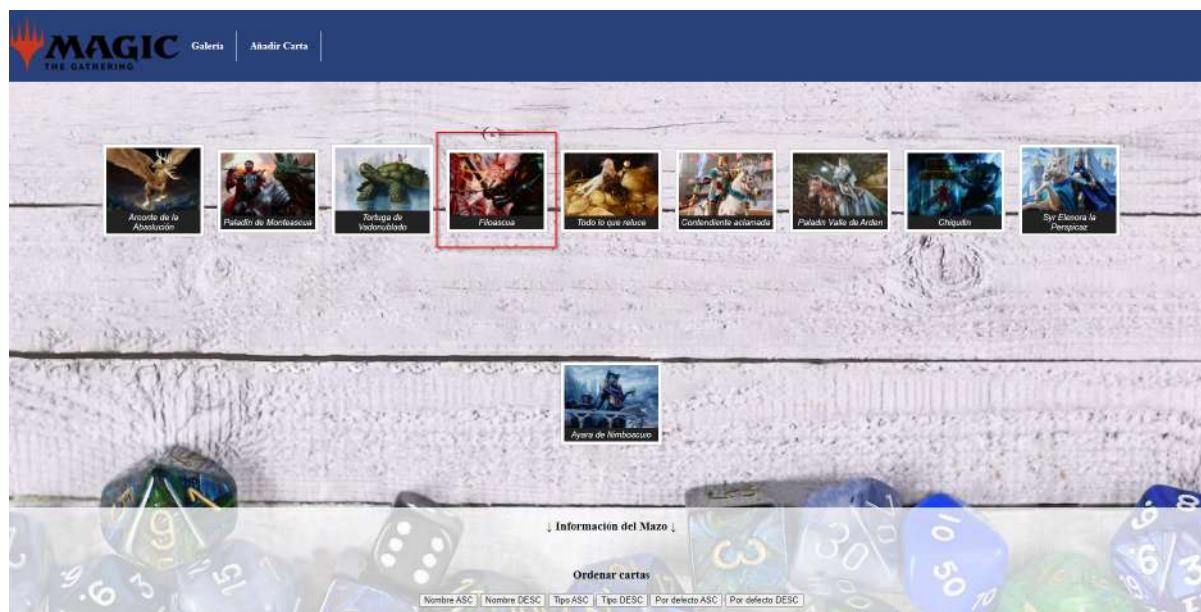 MAGIC
THE GATHERING
Galería
Añadir Carta
Arconte de la
Absolución
Paladín de Monteascua
Tortuga de
Vadonublado
Filoascua
Todo lo que reluce
Contendiente aclamada
Paladín Valle de Arden
Chiquitín
Syr Elenora la
Perspicaz
Ayara de Nimboscuro
↓ Información del Mazo ↓
Ordenar cartas
Nombre ASC Nombre DESC Tipo ASC Tipo DESC Por defecto ASC Por defecto DESC